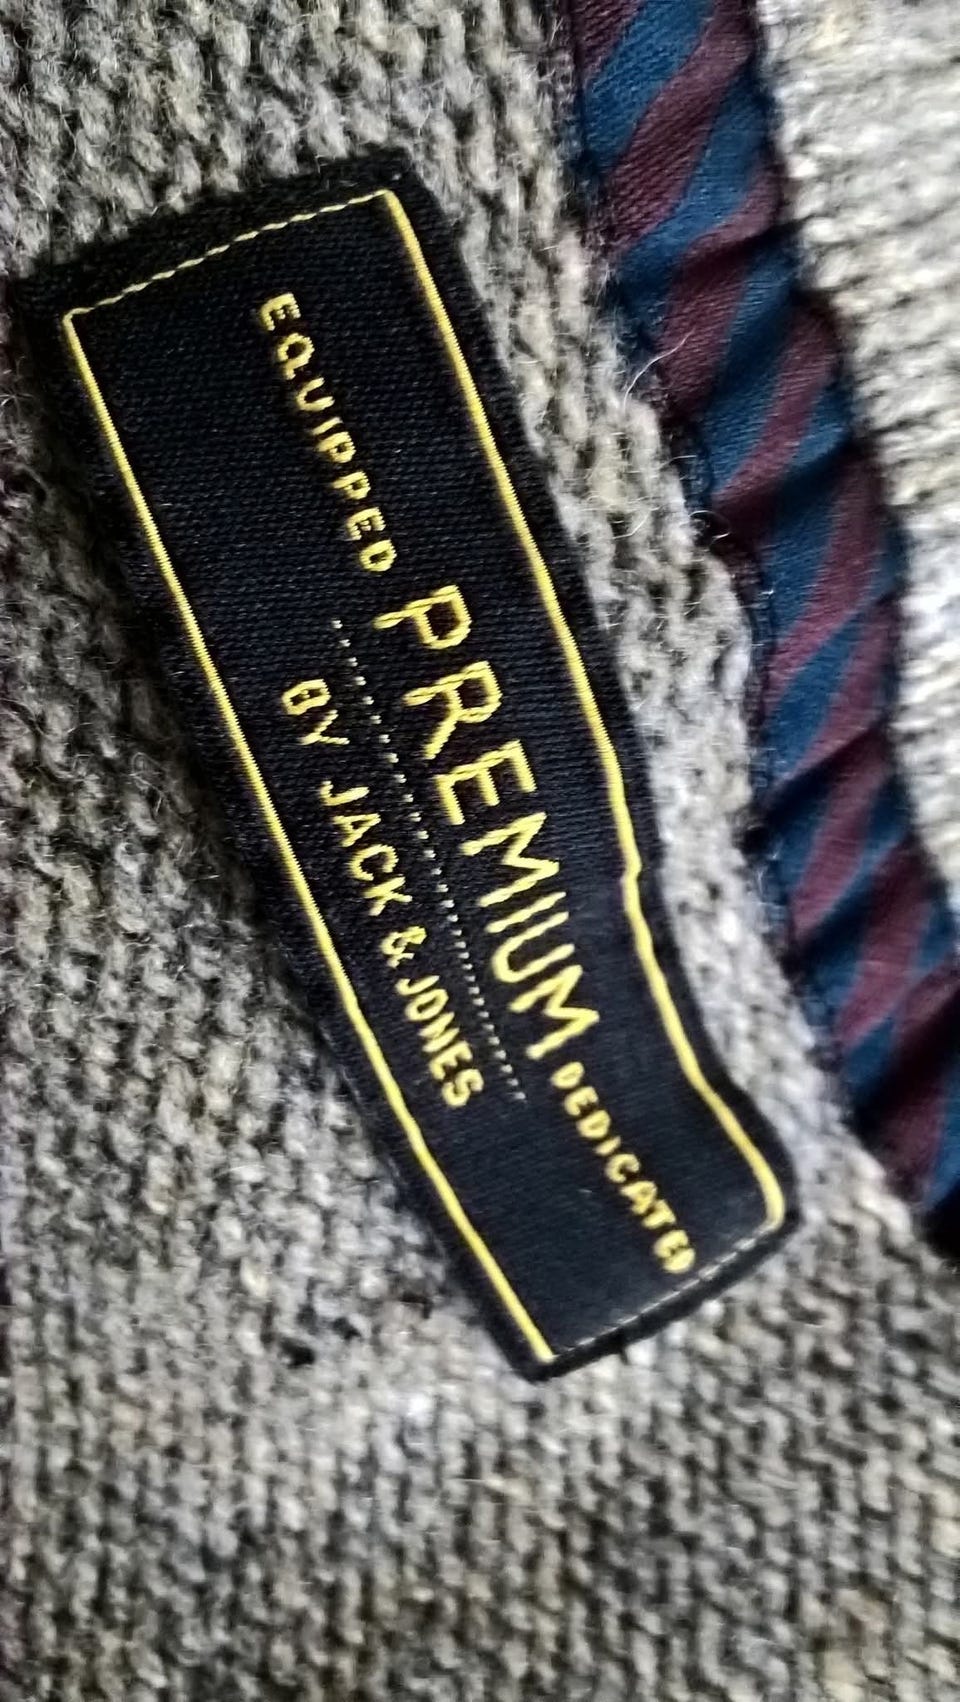 EQUIPPED PREMIUM DEDICATED
BY JACK & JONES